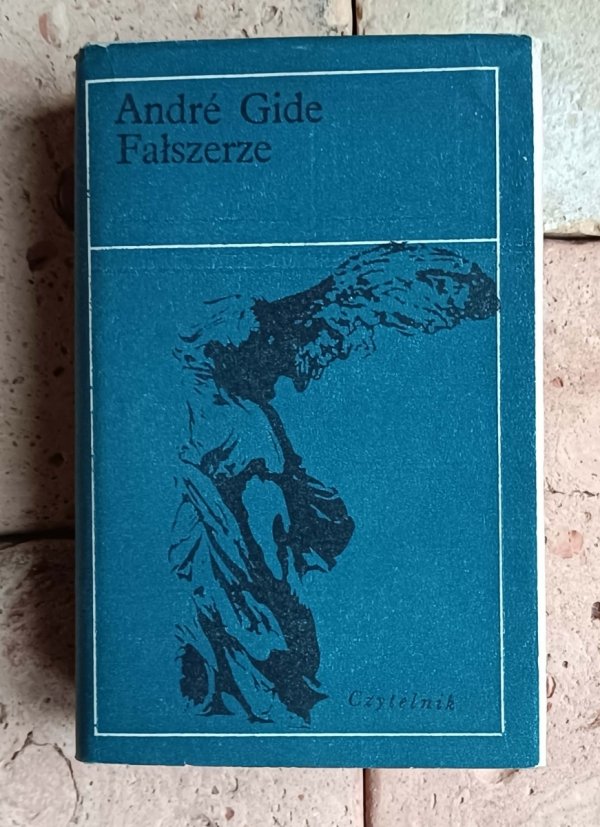 André Gide
Fałszerze
Czytelnik